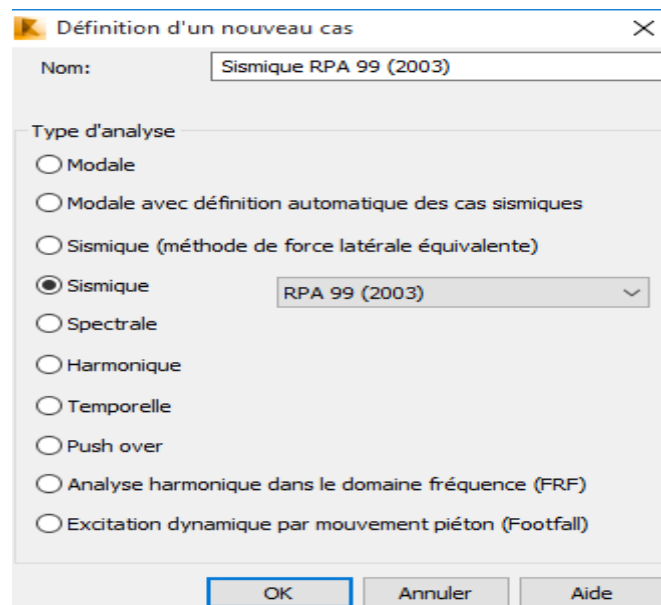 Définition d'un nouveau cas
Nom: Sismique RPA 99 (2003)
Type d'analyse
Modale
Modale avec définition automatique des cas sismiques
Sismique (méthode de force latérale équivalente)
Sismique RPA 99 (2003)
Spectrale
Harmonique
Temporelle
Push over
Analyse harmonique dans le domaine fréquence (FRF)
Excitation dynamique par mouvement piéton (Footfall)
OK Annuler Aide